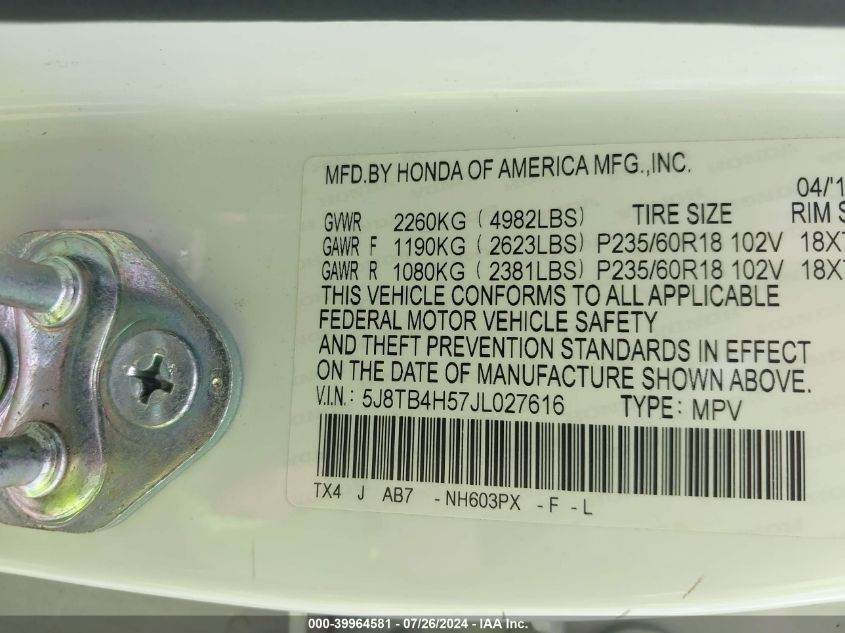 MFD.BY HONDA OF AMERICA MFG.,INC.
04/'1
GVWR 2260KG ( 4982LBS) TIRE SIZE RIM S
GAWR F 1190KG ( 2623LBS) P235/60R18 102V 18X7
GAWR R 1080KG ( 2381LBS) P235/60R18 102V 18X7
THIS VEHICLE CONFORMS TO ALL APPLICABLE
FEDERAL MOTOR VEHICLE SAFETY
AND THEFT PREVENTION STANDARDS IN EFFECT
ON THE DATE OF MANUFACTURE SHOWN ABOVE.
V.I.N.: 5J8TB4H57JL027616 TYPE: MPV
TX4 J AB7 -NH603PX -F -L
000-39964581 - 07/26/2024 - IAA Inc.